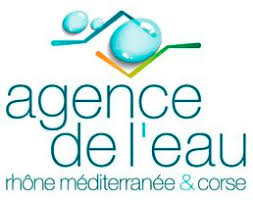 agence
de l'eau
rhône méditerranée & corse